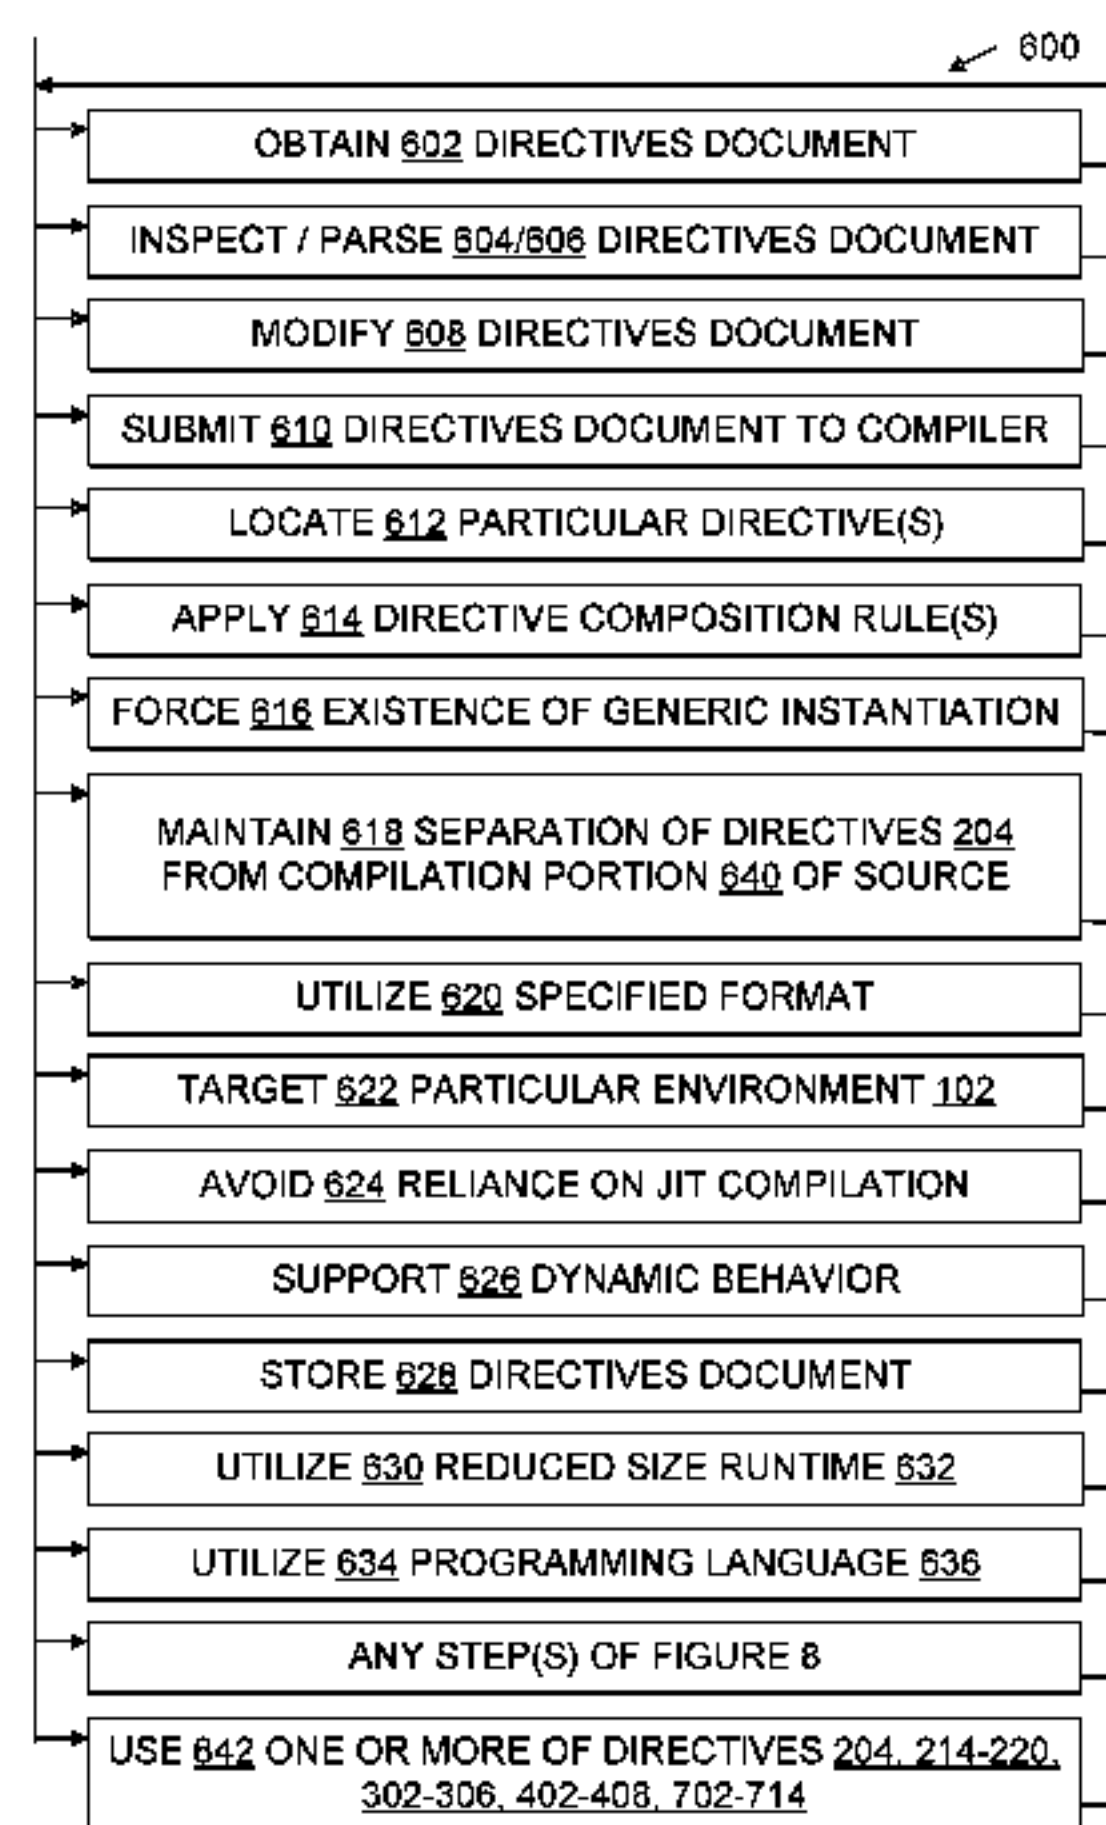 600
OBTAIN 602 DIRECTIVES DOCUMENT
INSPECT / PARSE 604/606 DIRECTIVES DOCUMENT
MODIFY 608 DIRECTIVES DOCUMENT
SUBMIT 610 DIRECTIVES DOCUMENT TO COMPILER
LOCATE 612 PARTICULAR DIRECTIVE(S)
APPLY 614 DIRECTIVE COMPOSITION RULE(S)
FORCE 616 EXISTENCE OF GENERIC INSTANTIATION
MAINTAIN 618 SEPARATION OF DIRECTIVES 204
FROM COMPILATION PORTION 640 OF SOURCE
UTILIZE 620 SPECIFIED FORMAT
TARGET 622 PARTICULAR ENVIRONMENT 102
AVOID 624 RELIANCE ON JIT COMPILATION
SUPPORT 626 DYNAMIC BEHAVIOR
STORE 628 DIRECTIVES DOCUMENT
UTILIZE 630 REDUCED SIZE RUNTIME 632
UTILIZE 634 PROGRAMMING LANGUAGE 636
ANY STEP(S) OF FIGURE 8
USE 642 ONE OR MORE OF DIRECTIVES 204, 214-220,
302-306, 402-408, 702-714